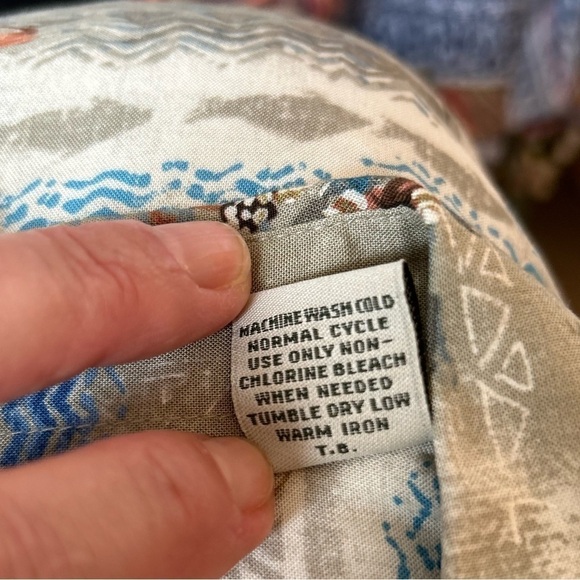 MACHINE WASH COLD
NORMAL CYCLE
USE ONLY NON-
CHLORINE BLEACH
WHEN NEEDED
TUMBLE DRY LOW
WARM IRON
T.B.